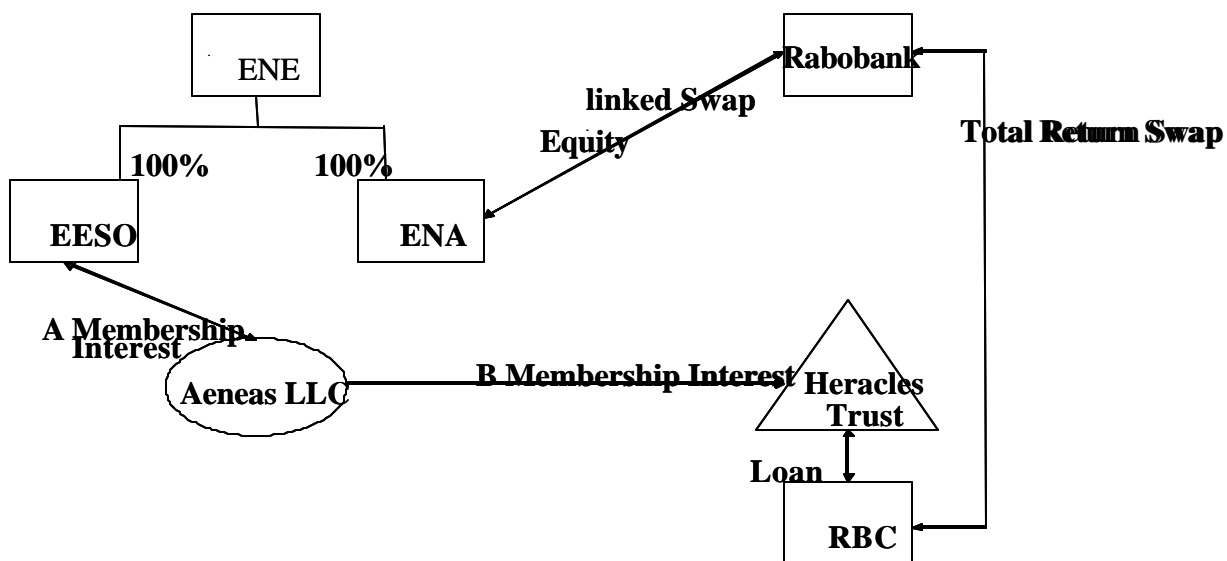 ENE
Rabobank
linked Swap
Equity
Total Return Swap
100%
100%
EESO
ENA
A Membership
Interest
Aeneas LLC
B Membership Interest
Heracles
Trust
Loan
RBC